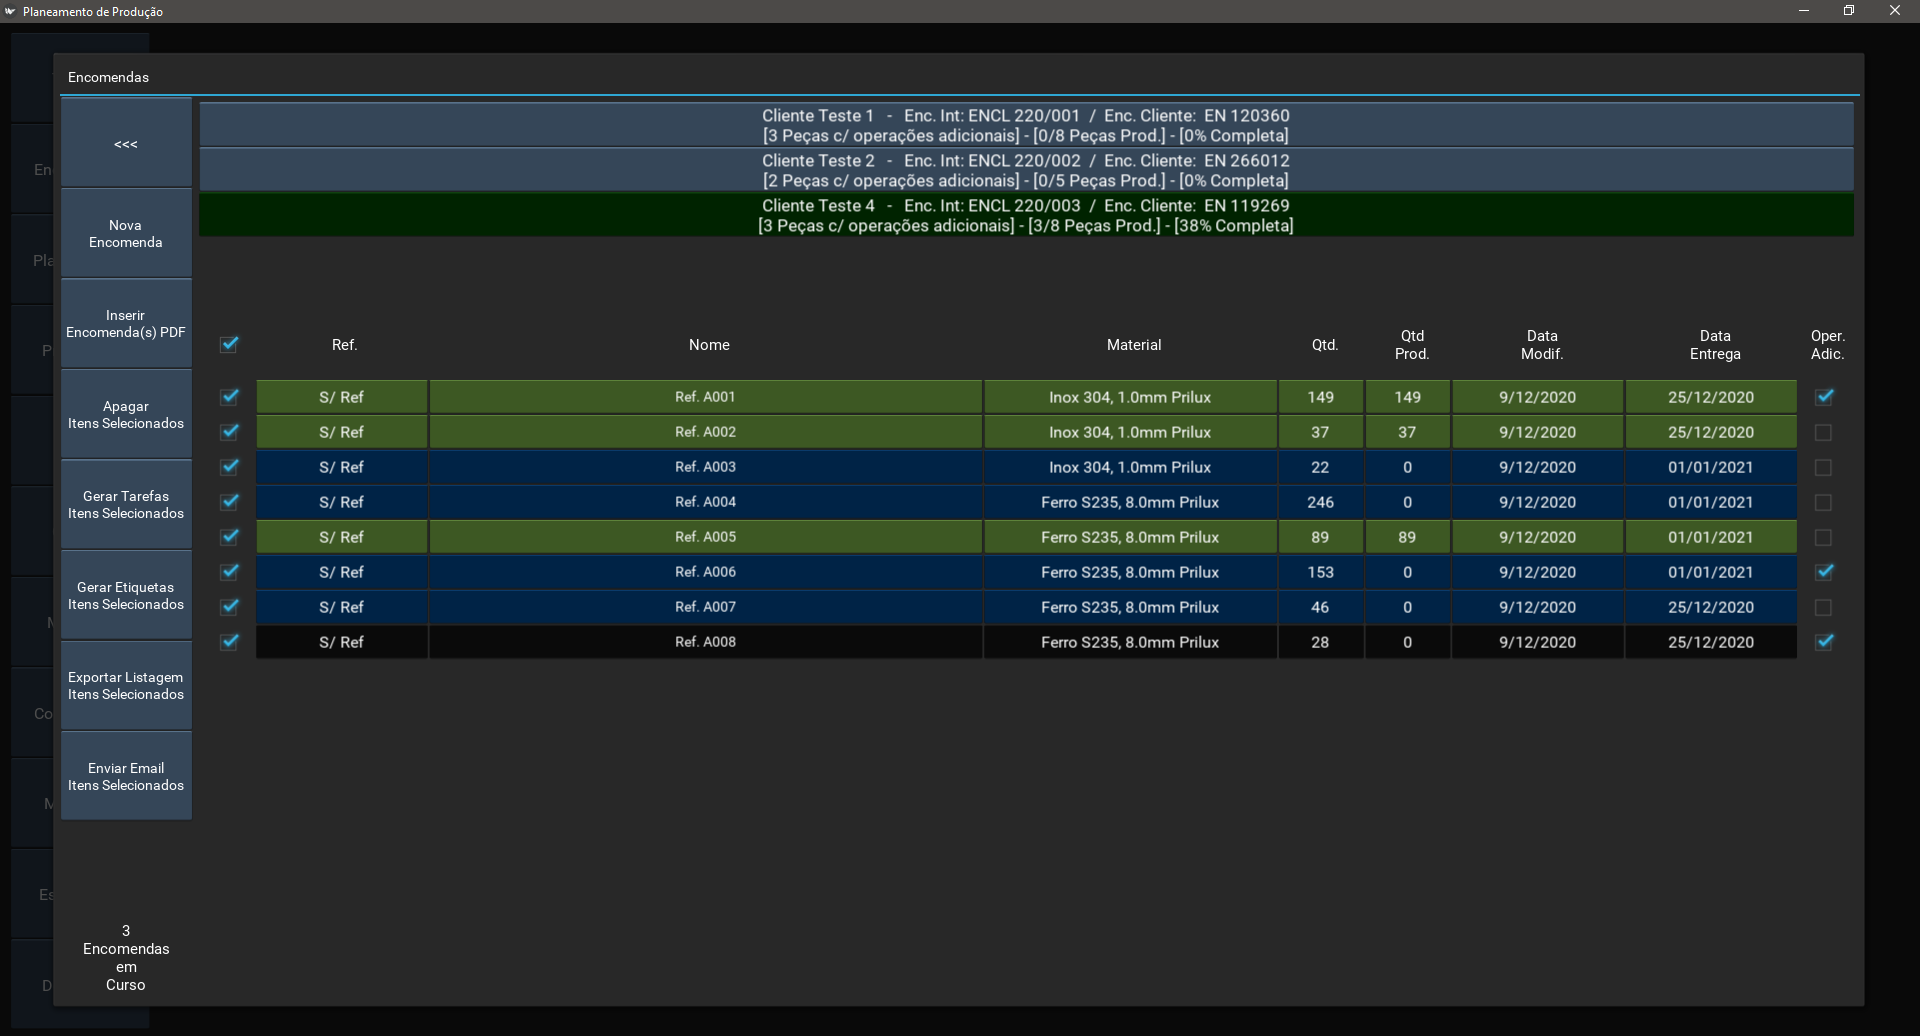 Planeamento de Produção
Encomendas
<<<
Nova
Encomenda
Inserir
Encomenda(s) PDF
Apagar
Itens Selecionados
Gerar Tarefas
Itens Selecionados
Gerar Etiquetas
Itens Selecionados
Exportar Listagem
Itens Selecionados
Enviar Email
Itens Selecionados
3
Encomendas
em
Curso
Cliente Teste 1 - Enc. Int: ENCL 220/001 / Enc. Cliente: EN 120360
[3 Peças c/ operações adicionais] - [0/8 Peças Prod.] - [0% Completa]
Cliente Teste 2 - Enc. Int: ENCL 220/002 / Enc. Cliente: EN 266012
[2 Peças c/ operações adicionais] - [0/5 Peças Prod.] - [0% Completa]
Cliente Teste 4 - Enc. Int: ENCL 220/003 / Enc. Cliente: EN 119269
[3 Peças c/ operações adicionais] - [3/8 Peças Prod.] - [38% Completa]
Ref. Nome Material Qtd. Qtd Prod. Data Modif. Data Entrega Oper. Adic.
S/ Ref Ref. A001 Inox 304, 1.0mm Prilux 149 149 9/12/2020 25/12/2020
S/ Ref Ref. A002 Inox 304, 1.0mm Prilux 37 37 9/12/2020 25/12/2020
S/ Ref Ref. A003 Inox 304, 1.0mm Prilux 22 0 9/12/2020 01/01/2021
S/ Ref Ref. A004 Ferro S235, 8.0mm Prilux 246 0 9/12/2020 01/01/2021
S/ Ref Ref. A005 Ferro S235, 8.0mm Prilux 89 89 9/12/2020 01/01/2021
S/ Ref Ref. A006 Ferro S235, 8.0mm Prilux 153 0 9/12/2020 01/01/2021
S/ Ref Ref. A007 Ferro S235, 8.0mm Prilux 46 0 9/12/2020 25/12/2020
S/ Ref Ref. A008 Ferro S235, 8.0mm Prilux 28 0 9/12/2020 25/12/2020